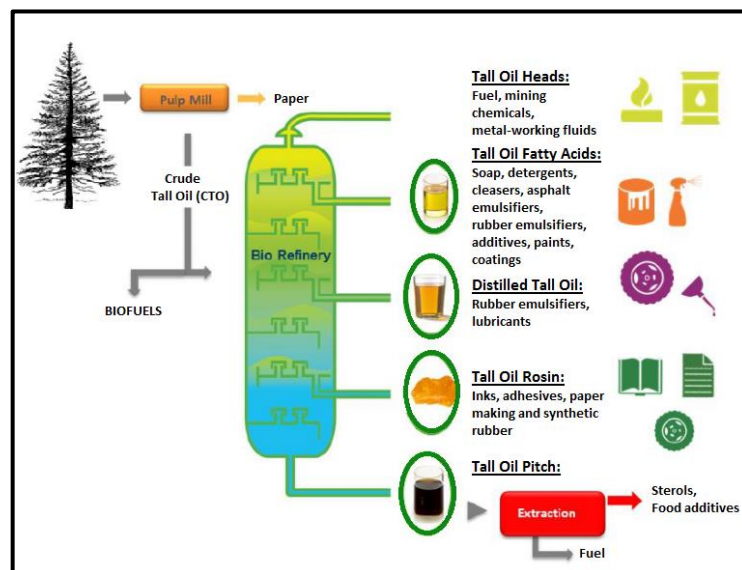 Pulp Mill
Paper
Crude
Tall Oil (CTO)
BIOFUELS
Bio Refinery
Tall Oil Heads:
Fuel, mining
chemicals,
metal-working fluids
Tall Oil Fatty Acids:
Soap, detergents,
cleasers, asphalt
emulsifiers,
rubber emulsifiers,
additives, paints,
coatings
Distilled Tall Oil:
Rubber emulsifiers,
lubricants
Tall Oil Rosin:
Inks, adhesives, paper
making and synthetic
rubber
Tall Oil Pitch:
Extraction
Sterols,
Food additives
Fuel